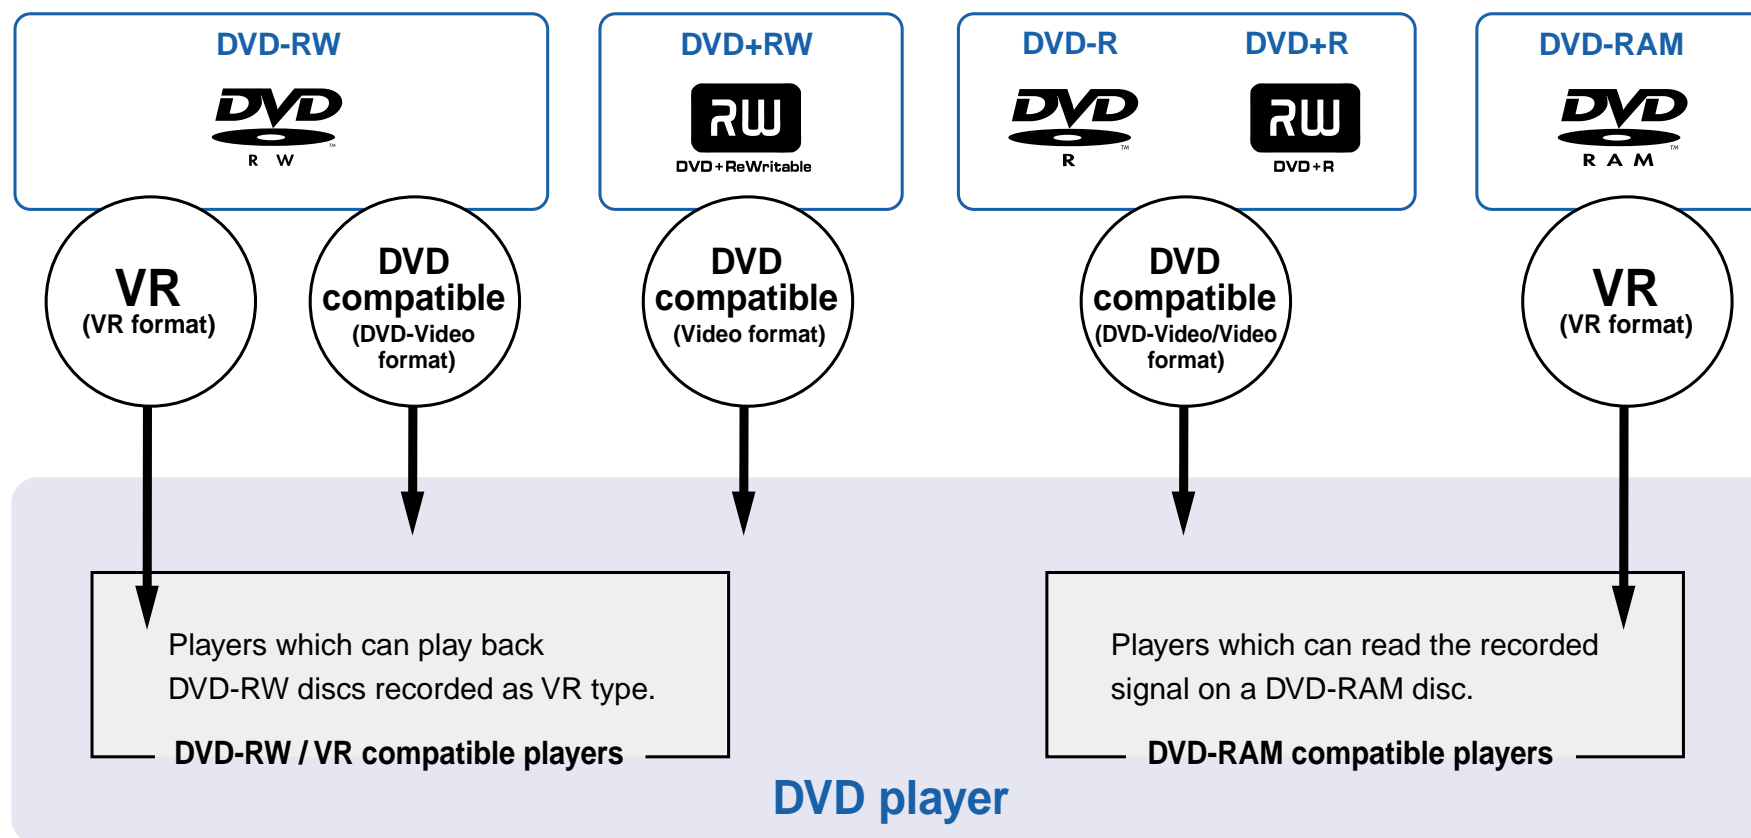 DVD-RW
DVD
R W
DVD+RW
RW
DVD+ReWritable
DVD-R
DVD
R
DVD+R
RW
DVD+R
DVD-RAM
DVD
RAM
VR
(VR format)
DVD
compatible
(DVD-Video
format)
DVD
compatible
(Video format)
DVD
compatible
(DVD-Video/Video
format)
VR
(VR format)
Players which can play back
DVD-RW discs recorded as VR type.
DVD-RW / VR compatible players
Players which can read the recorded
signal on a DVD-RAM disc.
DVD-RAM compatible players
DVD player